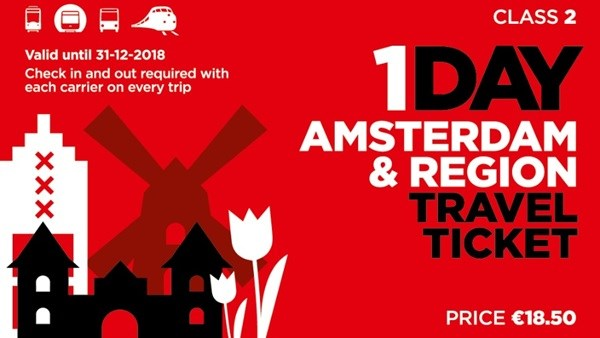 Valid until 31-12-2018
Check in and out required with
each carrier on every trip
CLASS 2
1DAY
AMSTERDAM
& REGION
TRAVEL
TICKET
PRICE €18.50